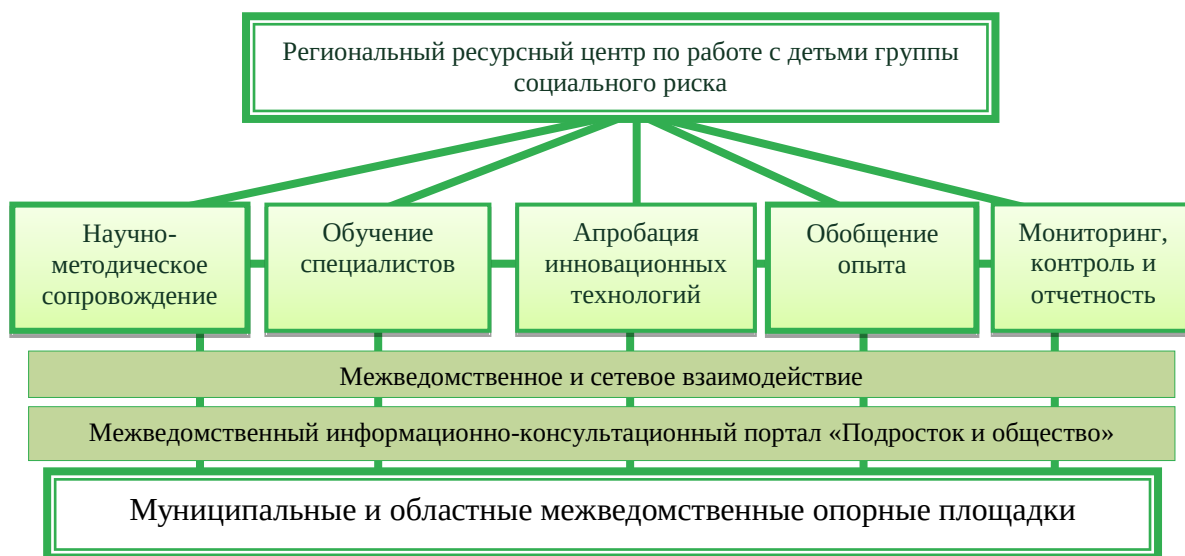 Региональный ресурсный центр по работе с детьми группы
социального риска
Научно-
методическое
сопровождение
Обучение
специалистов
Апробация
инновационных
технологий
Обобщение
опыта
Мониторинг,
контроль и
отчетность
Межведомственное и сетевое взаимодействие
Межведомственный информационно-консультационный портал «Подросток и общество»
Муниципальные и областные межведомственные опорные площадки